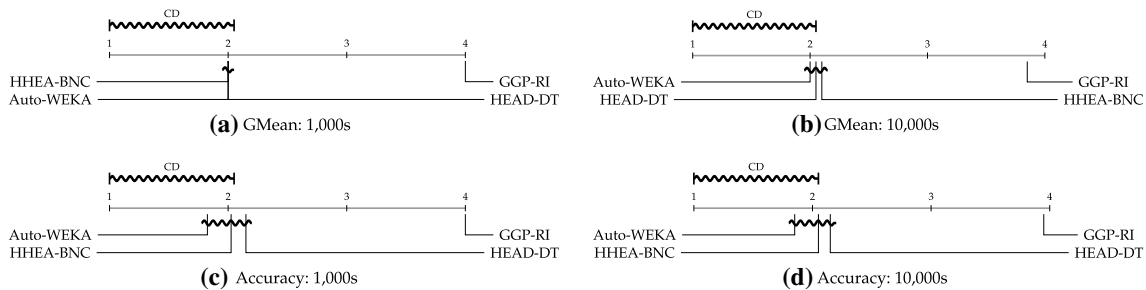 CD
1 2 3 4
HHEA-BNC GGP-RI
Auto-WEKA HEAD-DT
(a) GMean: 1,000s
CD
1 2 3 4
Auto-WEKA GGP-RI
HEAD-DT HHEA-BNC
(b) GMean: 10,000s
CD
1 2 3 4
Auto-WEKA GGP-RI
HHEA-BNC HEAD-DT
(c) Accuracy: 1,000s
CD
1 2 3 4
Auto-WEKA GGP-RI
HHEA-BNC HEAD-DT
(d) Accuracy: 10,000s